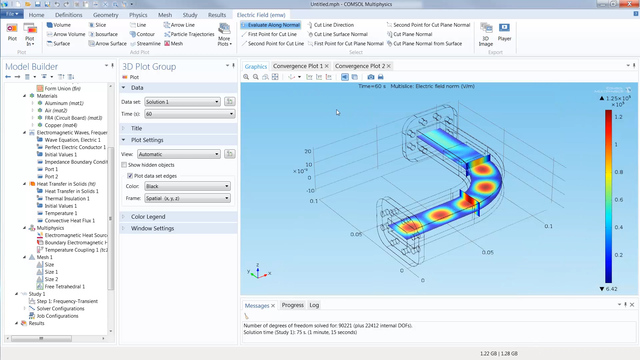 Untitled.mph - COMSOL Multiphysics
Definitions
Geometry
Physics
Mesh
Study
Results
Electric Field (emw)
Plot
Plot In
Volume
Surface
Arrow Volume
Arrow Surface
Slice
Isosurface
Contour
Streamline
Line
Arrow Line
Particle Trajectories
Mesh
More Plots
Evaluate Along Normal
First Point for Cut Line
Second Point for Cut Line
Cut Line Direction
Cut Line Surface Normal
First Point for Cut Plane Normal
Second Point for Cut Plane Normal
Cut Plane Normal
Cut Plane Normal from Surface
3D Image
Player
Plot
Add Plot
Select
Export
Model Builder
Form Union (fin)
Materials
Aluminum (mat1)
Air (mat2)
FR4 (Circuit Board) (mat3)
Copper (mat4)
Electromagnetic Waves, Frequency
Wave Equation, Electric 1
Perfect Electric Conductor 1
Initial Values 1
Impedance Boundary Condition
Port 1
Port 2
Heat Transfer in Solids (ht)
Heat Transfer in Solids 1
Thermal Insulation 1
Initial Values 1
Temperature 1
Convective Heat Flux 1
Multiphysics
Electromagnetic Heat Source
Boundary Electromagnetic H
Temperature Coupling 1
Mesh 1
Size
Size 1
Size 2
Free Tetrahedral 1
Study 1
Step 1: Frequency-Transient
Solver Configurations
Job Configurations
Results
3D Plot Group
Plot
Data
Data set: Solution 1
Time (s): 60
Title
Plot Settings
View: Automatic
Show hidden objects
Plot data set edges
Color: Black
Frame: Spatial (x, y, z)
Color Legend
Window Settings
Graphics
Convergence Plot 1
Convergence Plot 2
Time=60 s Multislice: Electric field norm (V/m)
20
10
0
-10
0.1
0.05
0
0
0.05
0.1
z
y
x
1.2
1
0.8
0.6
0.4
0.2
6.42
Messages
Progress
Log
Number of degrees of freedom solved for: 90221 (plus 22412 internal DOFs).
Solution time (Study 1): 75 s. (1 minute, 15 seconds)
1.22 GB | 1.28 GB